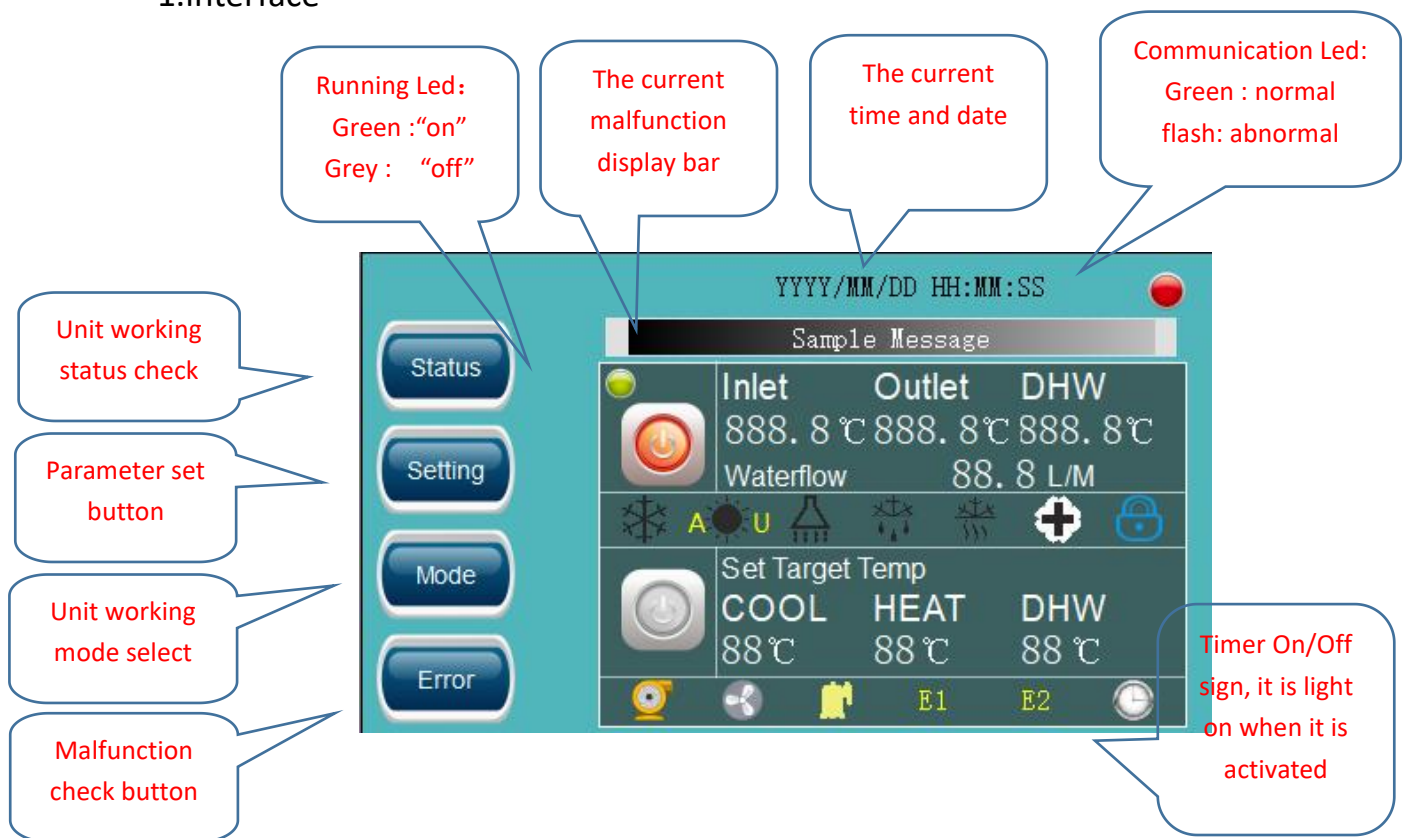 1.Interface
Running Led：
Green :“on”
Grey : “off”
The current
malfunction
display bar
The current
time and date
Communication Led:
Green : normal
flash: abnormal
Unit working
status check
Parameter set
button
Unit working
mode select
Malfunction
check button
YYYY/MM/DD HH:MM:SS
Sample Message
Status
Setting
Mode
Error
Inlet Outlet DHW
888.8℃ 888.8℃ 888.8℃
Waterflow 88.8 L/M
A U
Set Target Temp
COOL HEAT DHW
88℃ 88℃ 88℃
E1 E2
Timer On/Off
sign, it is light
on when it is
activated